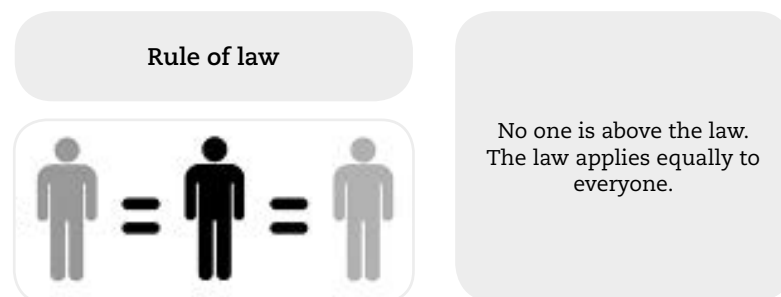 Rule of law
No one is above the law.
The law applies equally to
everyone.